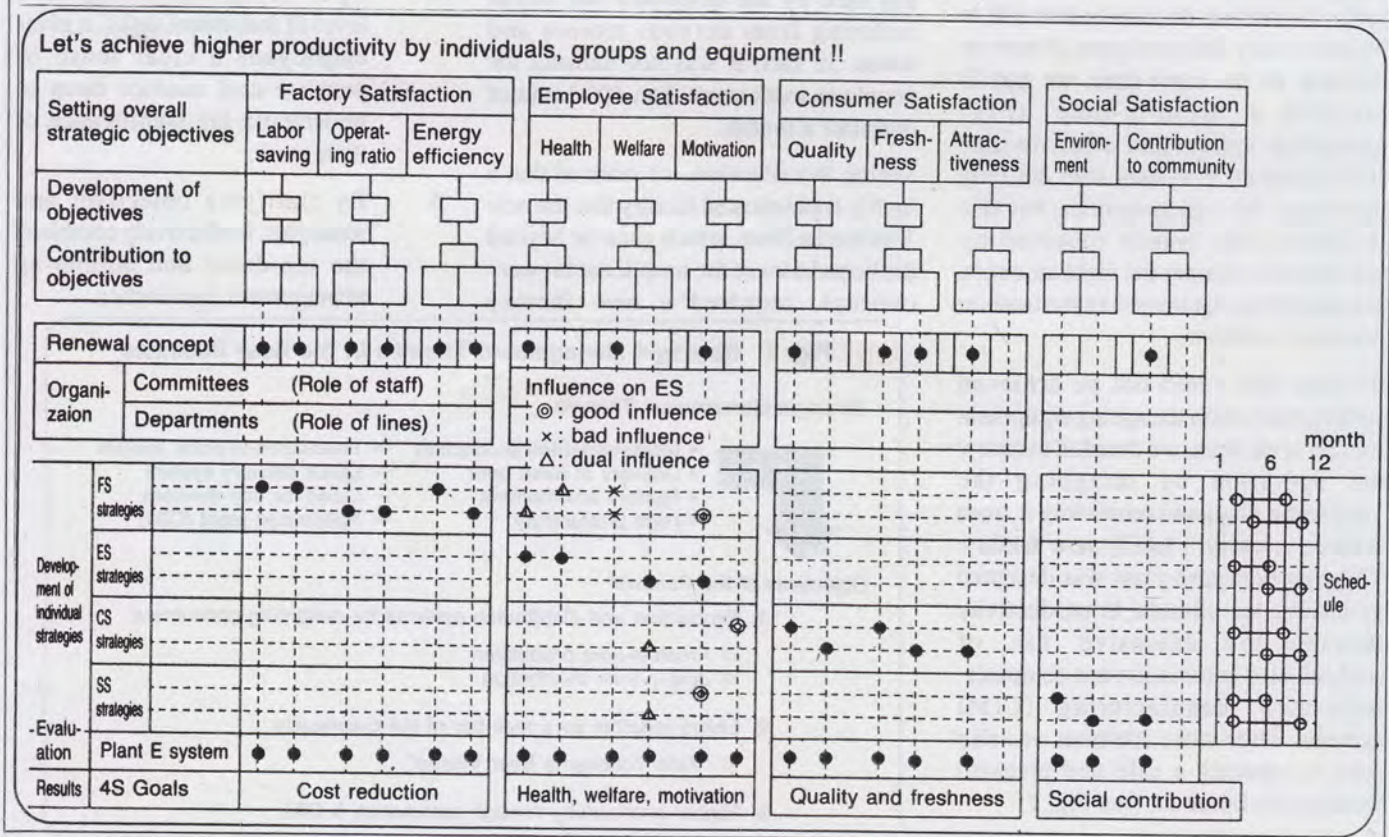 Let's achieve higher productivity by individuals, groups and equipment !!
Setting overall
strategic objectives
Factory Satisfaction
Employee Satisfaction
Consumer Satisfaction
Social Satisfaction
Labor
saving
Operat-
ing ratio
Energy
efficiency
Health
Welfare
Motivation
Quality
Fresh-
ness
Attrac-
tiveness
Environ-
ment
Contribution
to community
Development of
objectives
Contribution to
objectives
Renewal concept
Organi-
zaion
Committees (Role of staff)
Departments (Role of lines)
Influence on ES
◎ : good influence
× : bad influence
△ : dual influence
month
1 6 12
Develop-
ment of
individual
strategies
FS
strategies
ES
strategies
CS
strategies
SS
strategies
Sched-
ule
Evalu-
ation
Plant E system
Results
4S Goals
Cost reduction
Health, welfare, motivation
Quality and freshness
Social contribution